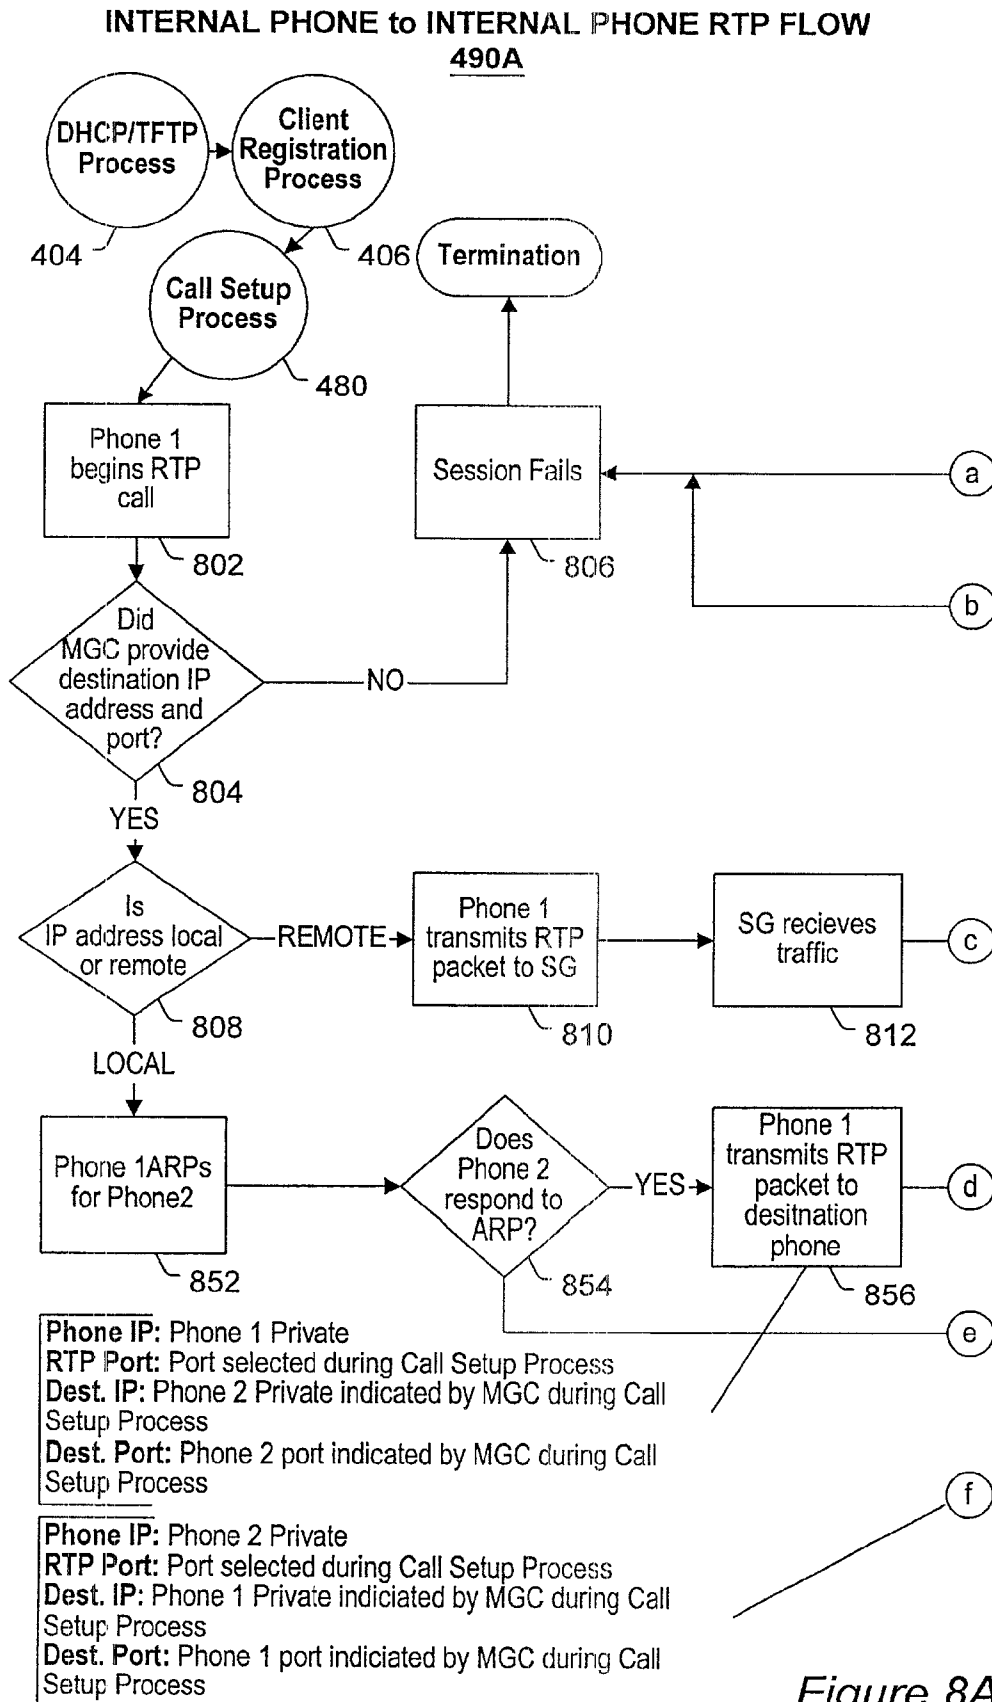 INTERNAL PHONE to INTERNAL PHONE RTP FLOW
490A
DHCP/TFTP
Process
404
Client
Registration
Process
406
Call Setup
Process
480
Termination
Phone 1
begins RTP
call
802
Session Fails
806
a
b
Did
MGC provide
destination IP
address and
port?
804
NO
YES
Is
IP address local
or remote
808
REMOTE
Phone 1
transmits RTP
packet to SG
810
SG recieves
traffic
812
c
LOCAL
Phone 1ARPs
for Phone2
852
Does
Phone 2
respond to
ARP?
854
YES
Phone 1
transmits RTP
packet to
desitnation
phone
856
d
e
Phone IP: Phone 1 Private
RTP Port: Port selected during Call Setup Process
Dest. IP: Phone 2 Private indicated by MGC during Call
Setup Process
Dest. Port: Phone 2 port indicated by MGC during Call
Setup Process
f
Phone IP: Phone 2 Private
RTP Port: Port selected during Call Setup Process
Dest. IP: Phone 1 Private indiciated by MGC during Call
Setup Process
Dest. Port: Phone 1 port indiciated by MGC during Call
Setup Process
Figure 8A